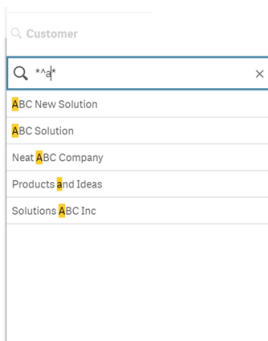 Customer
*^a*
ABC New Solution
ABC Solution
Neat ABC Company
Products and Ideas
Solutions ABC Inc